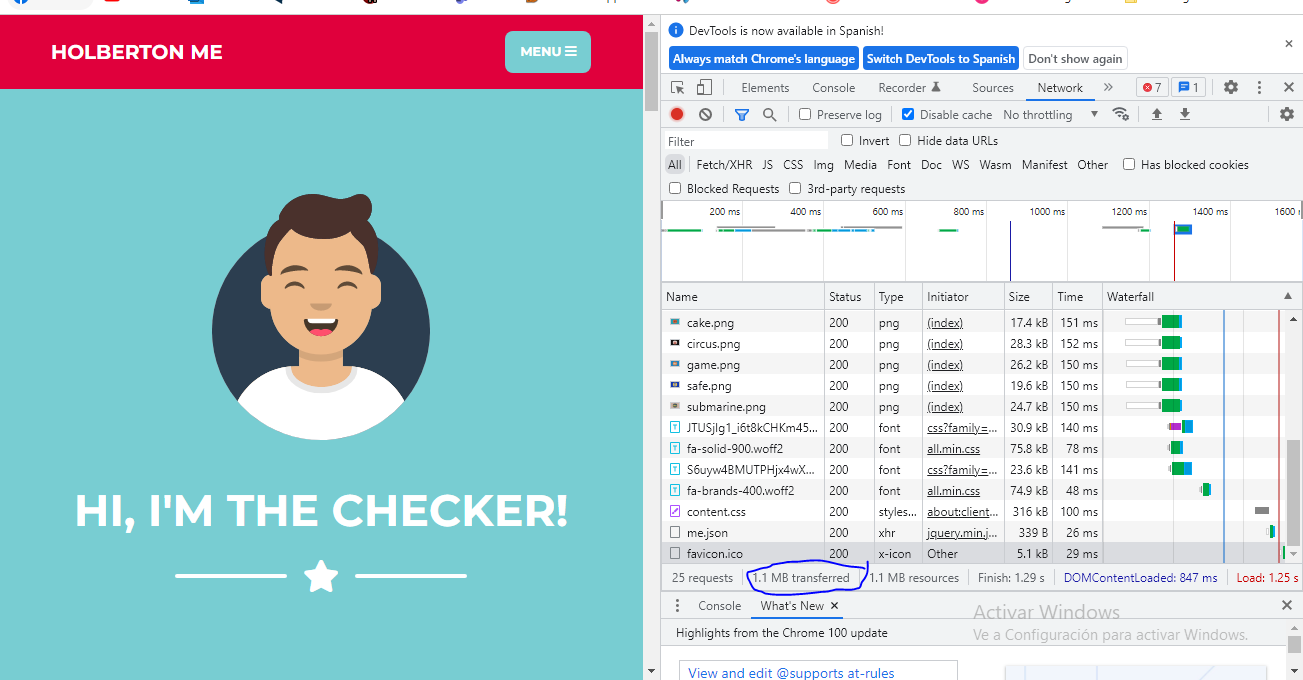 HOLBERTON ME
MENU
HI, I'M THE CHECKER!
DevTools is now available in Spanish!
Always match Chrome's language Switch DevTools to Spanish Don't show again
Elements Console Recorder Sources Network 7 1
Preserve log Disable cache No throttling
Filter Invert Hide data URLs
All Fetch/XHR JS CSS Img Media Font Doc WS Wasm Manifest Other Has blocked cookies
Blocked Requests 3rd-party requests
200 ms 400 ms 600 ms 800 ms 1000 ms 1200 ms 1400 ms 1600
Name Status Type Initiator Size Time Waterfall
cake.png 200 png (index) 17.4 kB 151 ms
circus.png 200 png (index) 28.3 kB 152 ms
game.png 200 png (index) 26.2 kB 150 ms
safe.png 200 png (index) 19.6 kB 150 ms
submarine.png 200 png (index) 24.7 kB 150 ms
JTUSjIg1_i6t8kCHKm45... 200 font css?family=... 30.9 kB 140 ms
fa-solid-900.woff2 200 font all.min.css 75.8 kB 78 ms
S6uyw4BMUTPHjx4wX... 200 font css?family=... 23.6 kB 141 ms
fa-brands-400.woff2 200 font all.min.css 74.9 kB 48 ms
content.css 200 styles... about:client... 316 kB 100 ms
me.json 200 xhr jquery.min.j... 339 B 26 ms
favicon.ico 200 x-icon Other 5.1 kB 29 ms
25 requests 1.1 MB transferred 1.1 MB resources Finish: 1.29 s DOMContentLoaded: 847 ms Load: 1.25 s
Console What's New
Highlights from the Chrome 100 update
View and edit @supports at-rules
Activar Windows
Ve a Configuración para activar Windows.